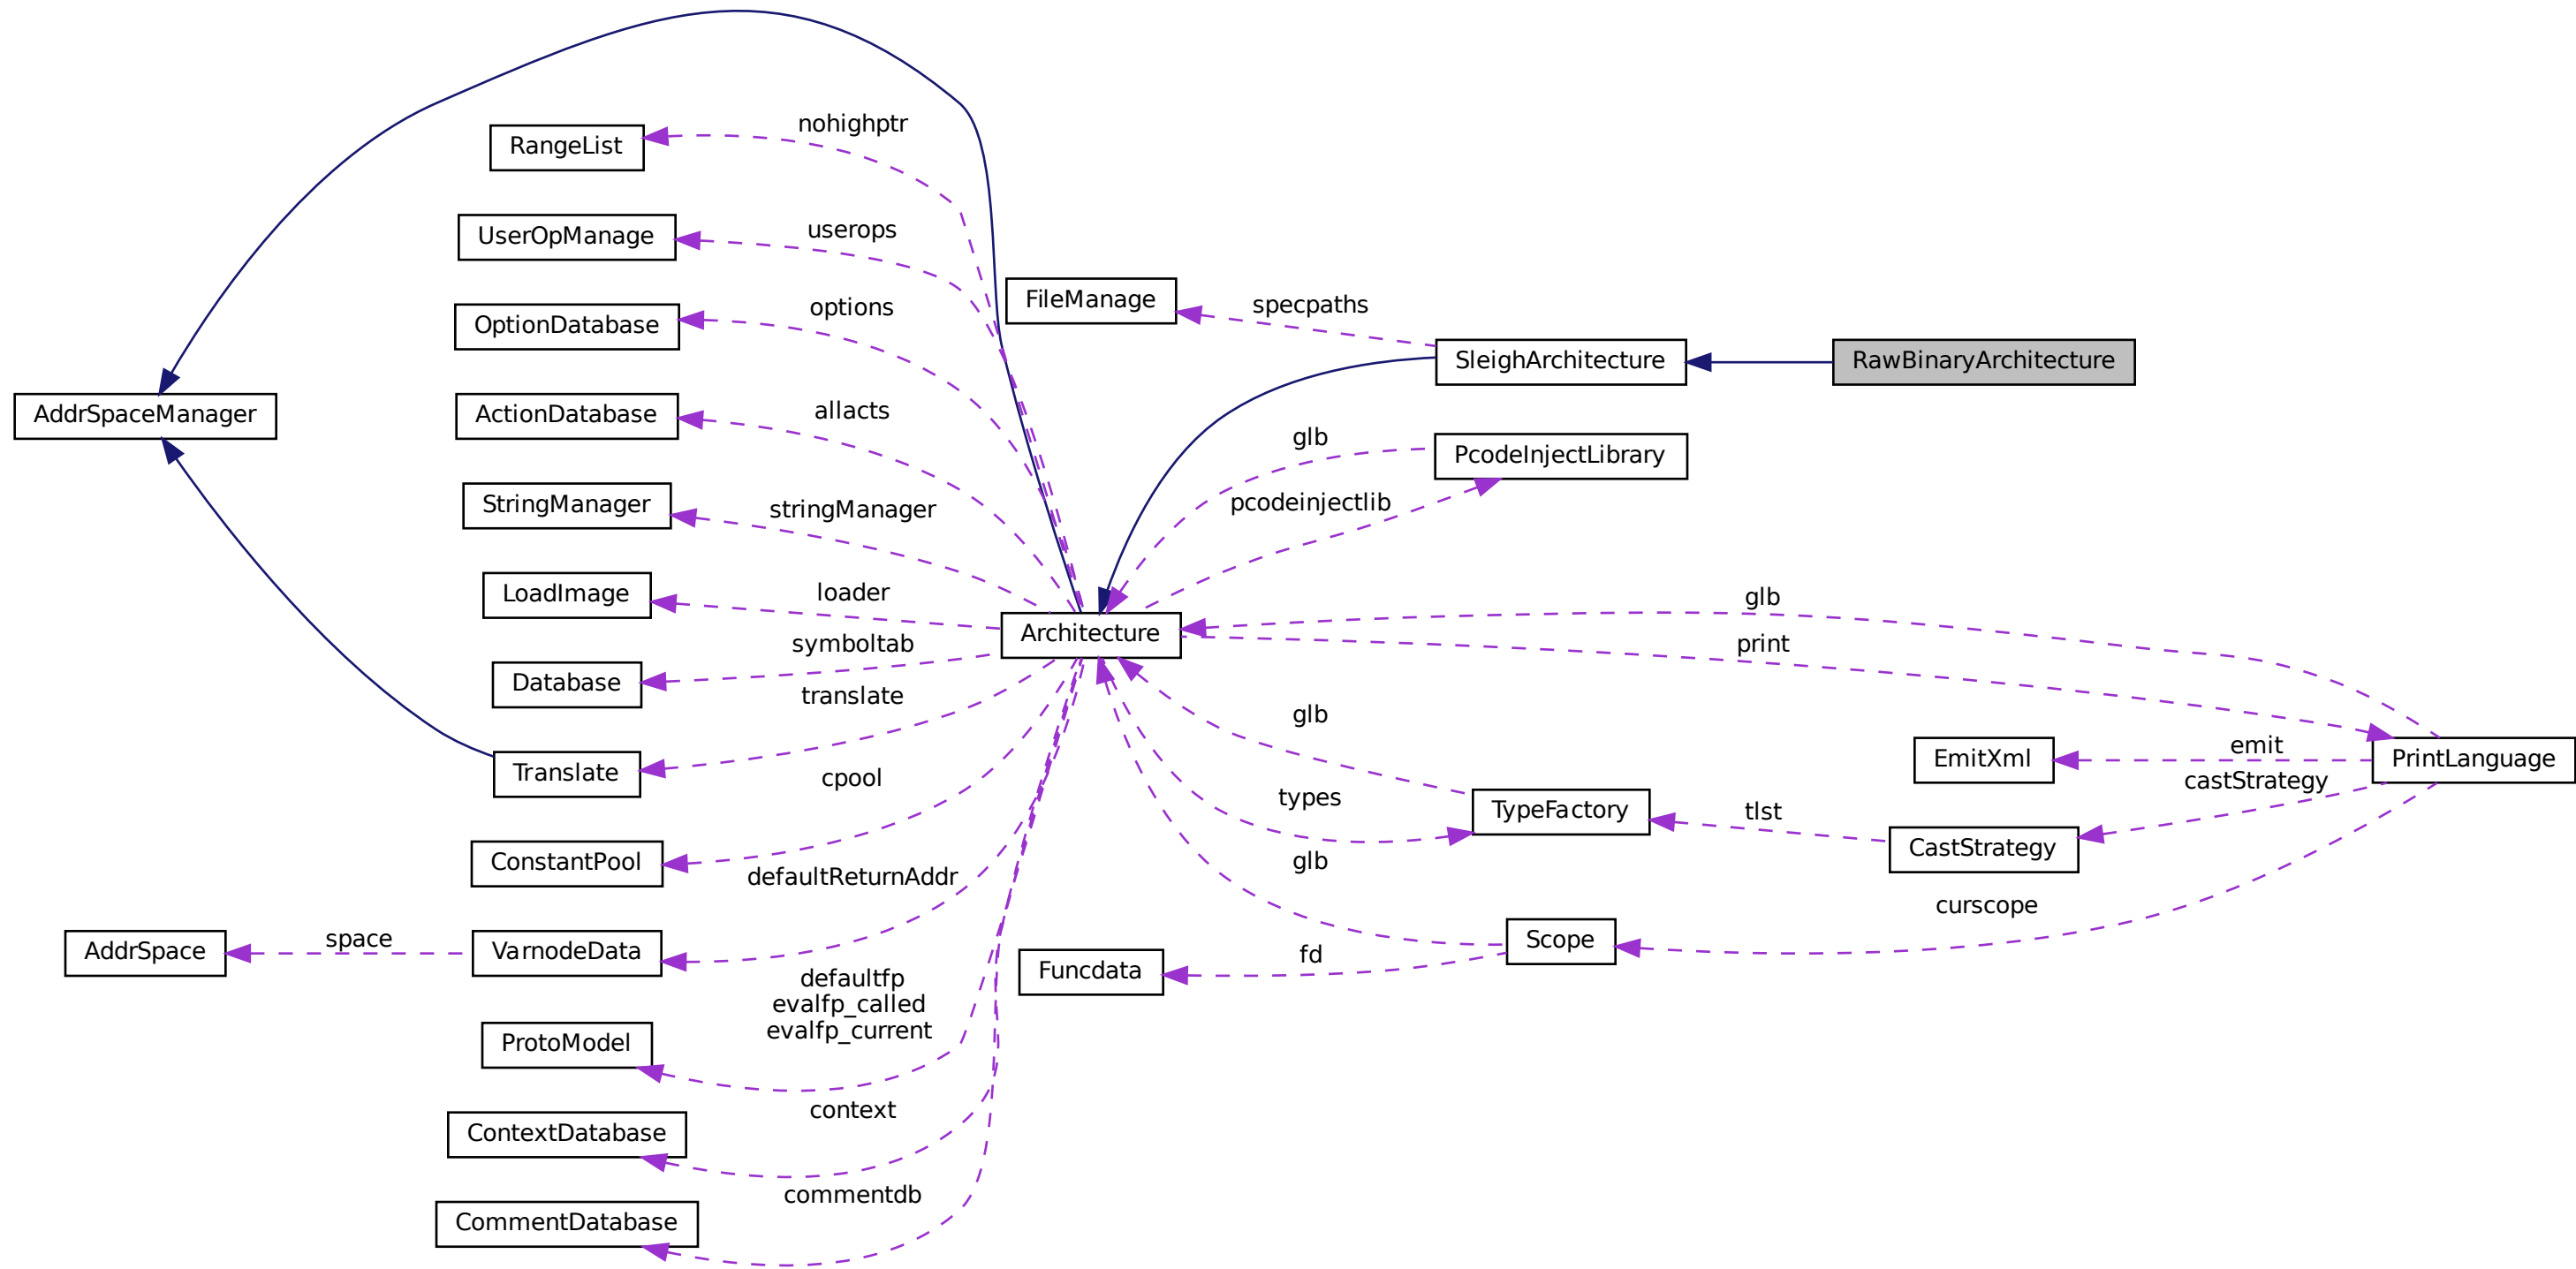 nohighptr
RangeList
userops
UserOpManage
options
OptionDatabase
FileManage
specpaths
SleighArchitecture
RawBinaryArchitecture
AddrSpaceManager
allacts
ActionDatabase
glb
PcodeInjectLibrary
stringManager
StringManager
pcodeinjectlib
loader
LoadImage
glb
Architecture
symboltab
print
Database
translate
glb
Translate
emit
EmitXml
PrintLanguage
cpool
types
castStrategy
TypeFactory
tlst
ConstantPool
glb
CastStrategy
defaultReturnAddr
curscope
AddrSpace
space
VarnodeData
Scope
fd
Funcdata
defaultfp
evalfp_called
evalfp_current
ProtoModel
context
ContextDatabase
commentdb
CommentDatabase